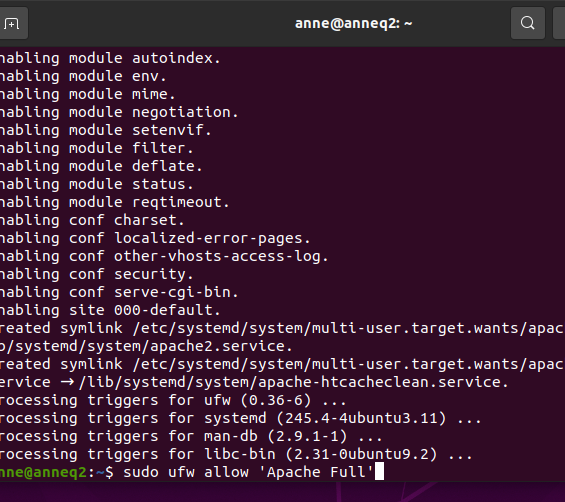 anne@anneq2: ~
nabling module autoindex.
nabling module env.
nabling module mime.
nabling module negotiation.
nabling module setenvif.
nabling module filter.
nabling module deflate.
nabling module status.
nabling module reqtimeout.
nabling conf charset.
nabling conf localized-error-pages.
nabling conf other-vhosts-access-log.
nabling conf security.
nabling conf serve-cgi-bin.
nabling site 000-default.
reated symlink /etc/systemd/system/multi-user.target.wants/apac
b/systemd/system/apache2.service.
reated symlink /etc/systemd/system/multi-user.target.wants/apac
ervice → /lib/systemd/system/apache-htcacheclean.service.
rocessing triggers for ufw (0.36-6) ...
rocessing triggers for systemd (245.4-4ubuntu3.11) ...
rocessing triggers for man-db (2.9.1-1) ...
rocessing triggers for libc-bin (2.31-0ubuntu9.2) ...
nne@anneq2:~$ sudo ufw allow 'Apache Full'